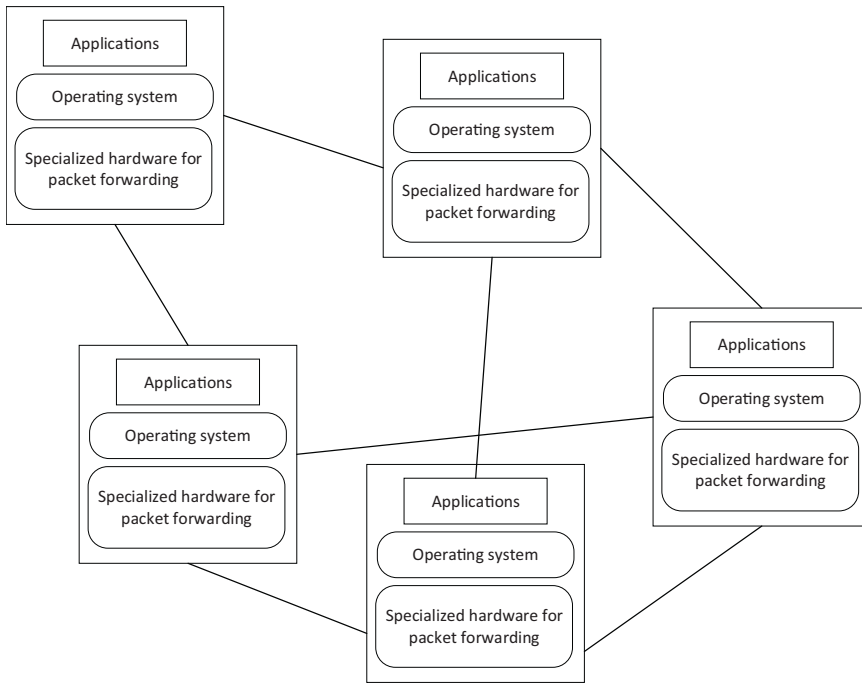 Applications
Operating system
Specialized hardware for
packet forwarding
Applications
Operating system
Specialized hardware for
packet forwarding
Applications
Operating system
Specialized hardware for
packet forwarding
Applications
Operating system
Specialized hardware for
packet forwarding
Applications
Operating system
Specialized hardware for
packet forwarding